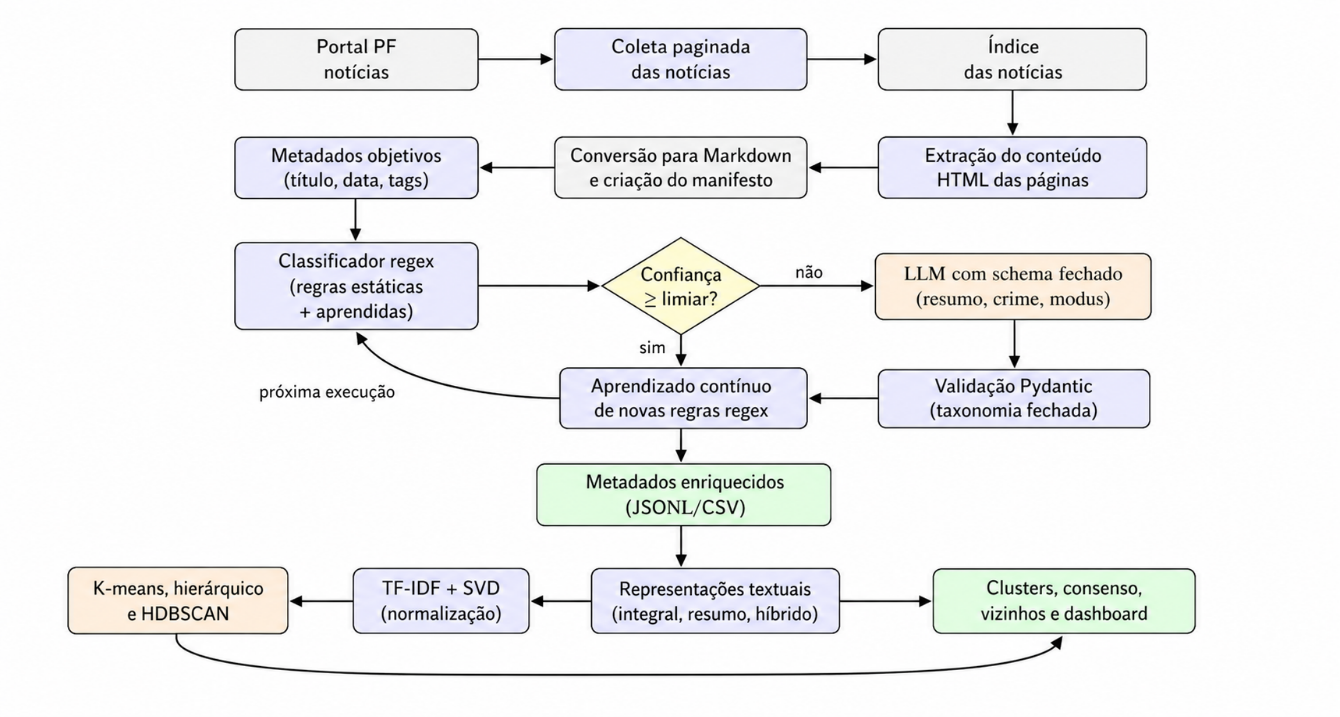 Portal PF
notícias
Coleta paginada
das notícias
Índice
das notícias
Metadados objetivos
(título, data, tags)
Conversão para Markdown
e criação do manifesto
Extração do conteúdo
HTML das páginas
Classificador regex
(regras estáticas
+ aprendidas)
Confiança
≥ limiar?
não
LLM com schema fechado
(resumo, crime, modus)
sim
próxima execução
Aprendizado contínuo
de novas regras regex
Validação Pydantic
(taxonomia fechada)
Metadados enriquecidos
(JSONL/CSV)
K-means, hierárquico
e HDBSCAN
TF-IDF + SVD
(normalização)
Representações textuais
(integral, resumo, híbrido)
Clusters, consenso,
vizinhos e dashboard